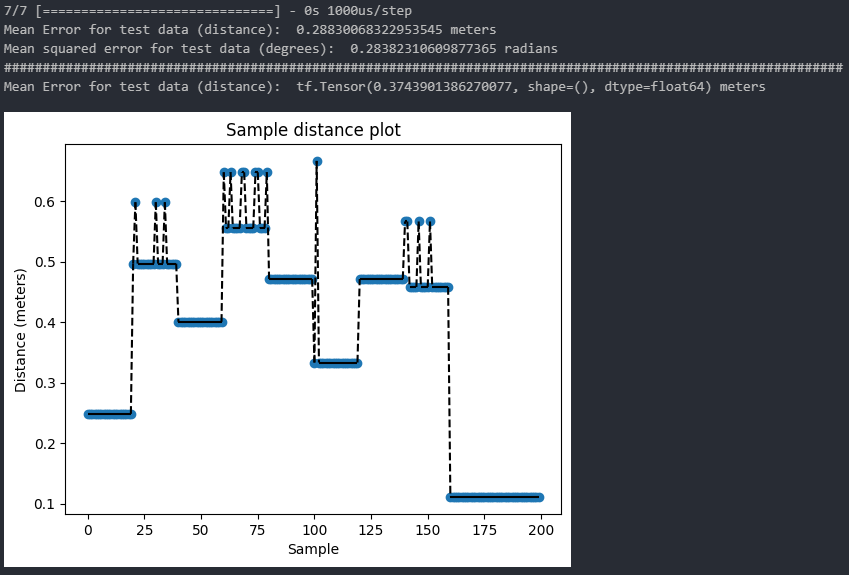 7/7 [==============================] - 0s 1000us/step
Mean Error for test data (distance):  0.28830068322953545 meters
Mean squared error for test data (degrees):  0.28382310609877365 radians
##########################################################################################################
Mean Error for test data (distance):  tf.Tensor(0.3743901386270077, shape=(), dtype=float64) meters
Sample distance plot
Distance (meters)
0.6
0.5
0.4
0.3
0.2
0.1
0 25 50 75 100 125 150 175 200
Sample